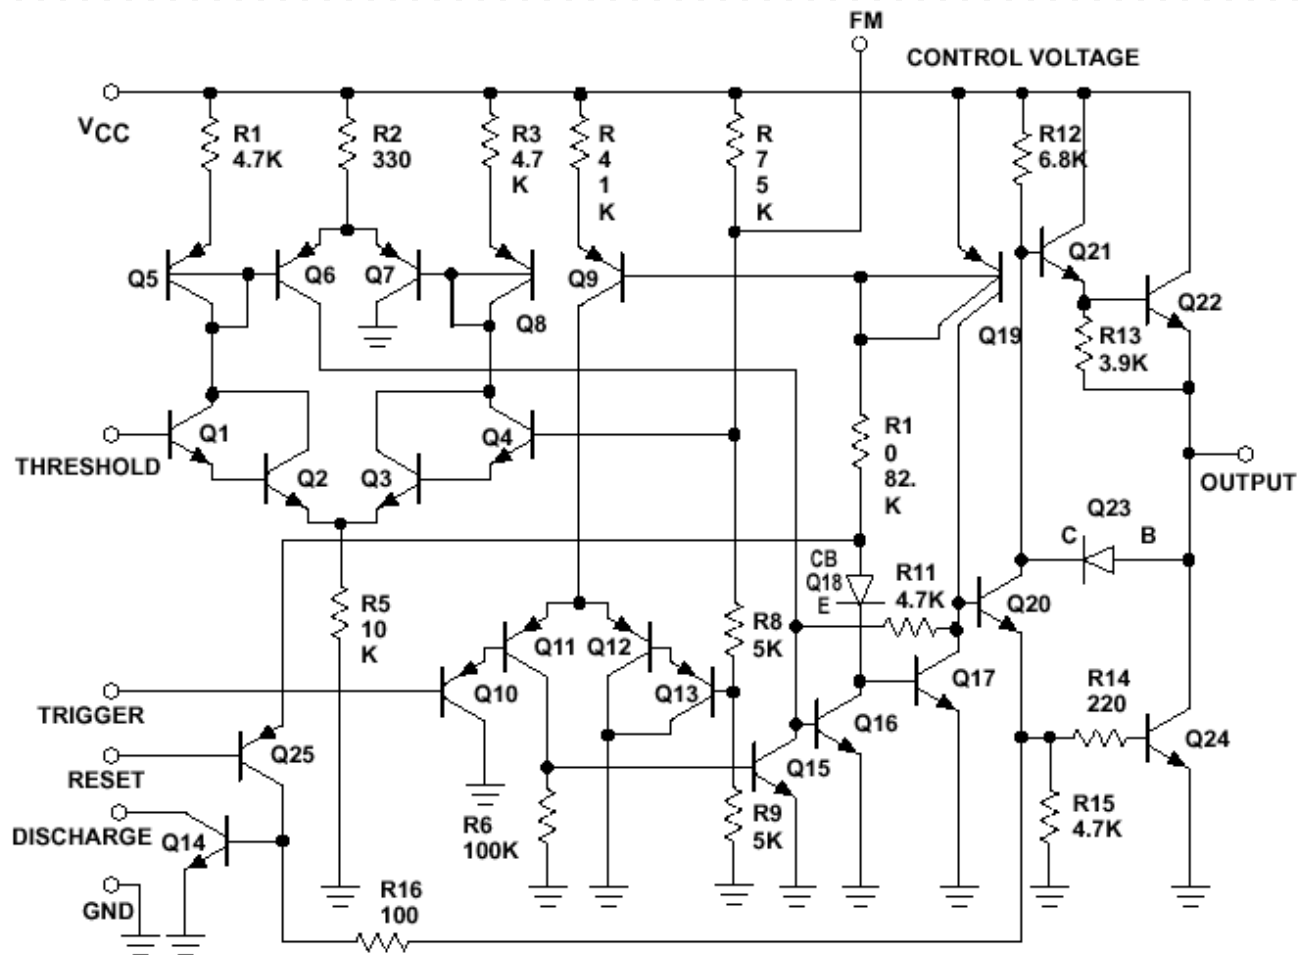 FM
CONTROL VOLTAGE
VCC
R1
4.7K
R2
330
R3
4.7
K
R
4
1
K
R
7
5
K
R12
6.8K
Q5
Q6
Q7
Q8
Q9
Q19
Q21
Q22
R13
3.9K
THRESHOLD
Q1
Q2
Q3
Q4
R1
0
82.
K
OUTPUT
Q23
C
B
CB
Q18
E
R11
4.7K
Q20
R5
10
K
Q11
Q12
R8
5K
TRIGGER
Q10
Q13
Q17
R14
220
RESET
Q25
Q16
Q15
Q24
DISCHARGE
Q14
R6
100K
R9
5K
R15
4.7K
GND
R16
100